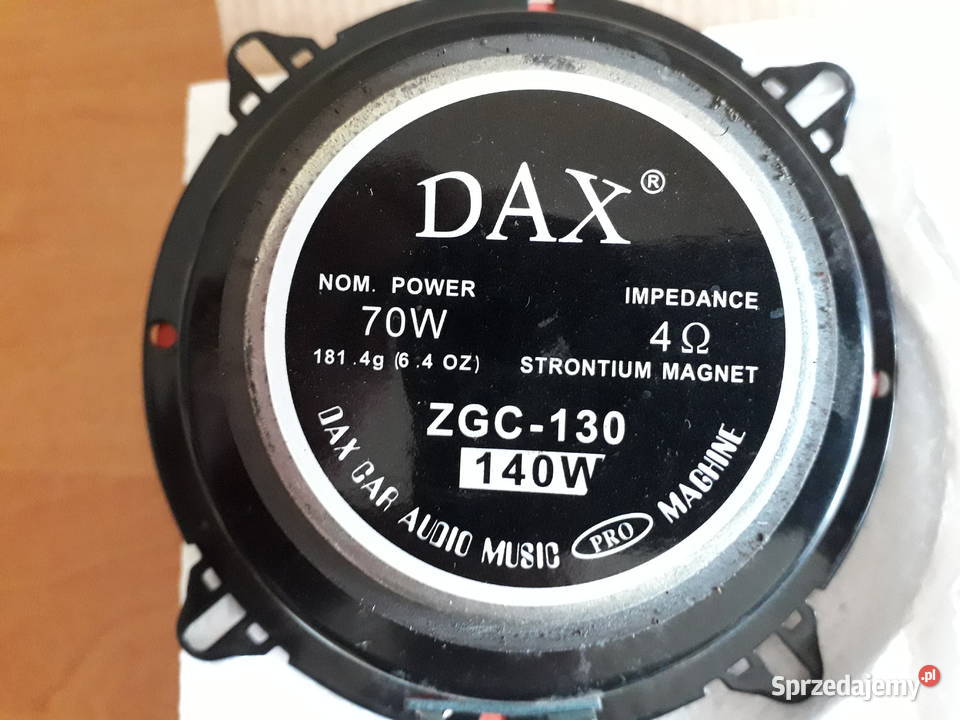 DAX®
NOM. POWER
70W
181.4g (6.4 OZ)
IMPEDANCE
4Ω
STRONTIUM MAGNET
ZGC-130
140W
DAX CAR AUDIO MUSIC PRO MACHINE
Sprzedajemy.pl